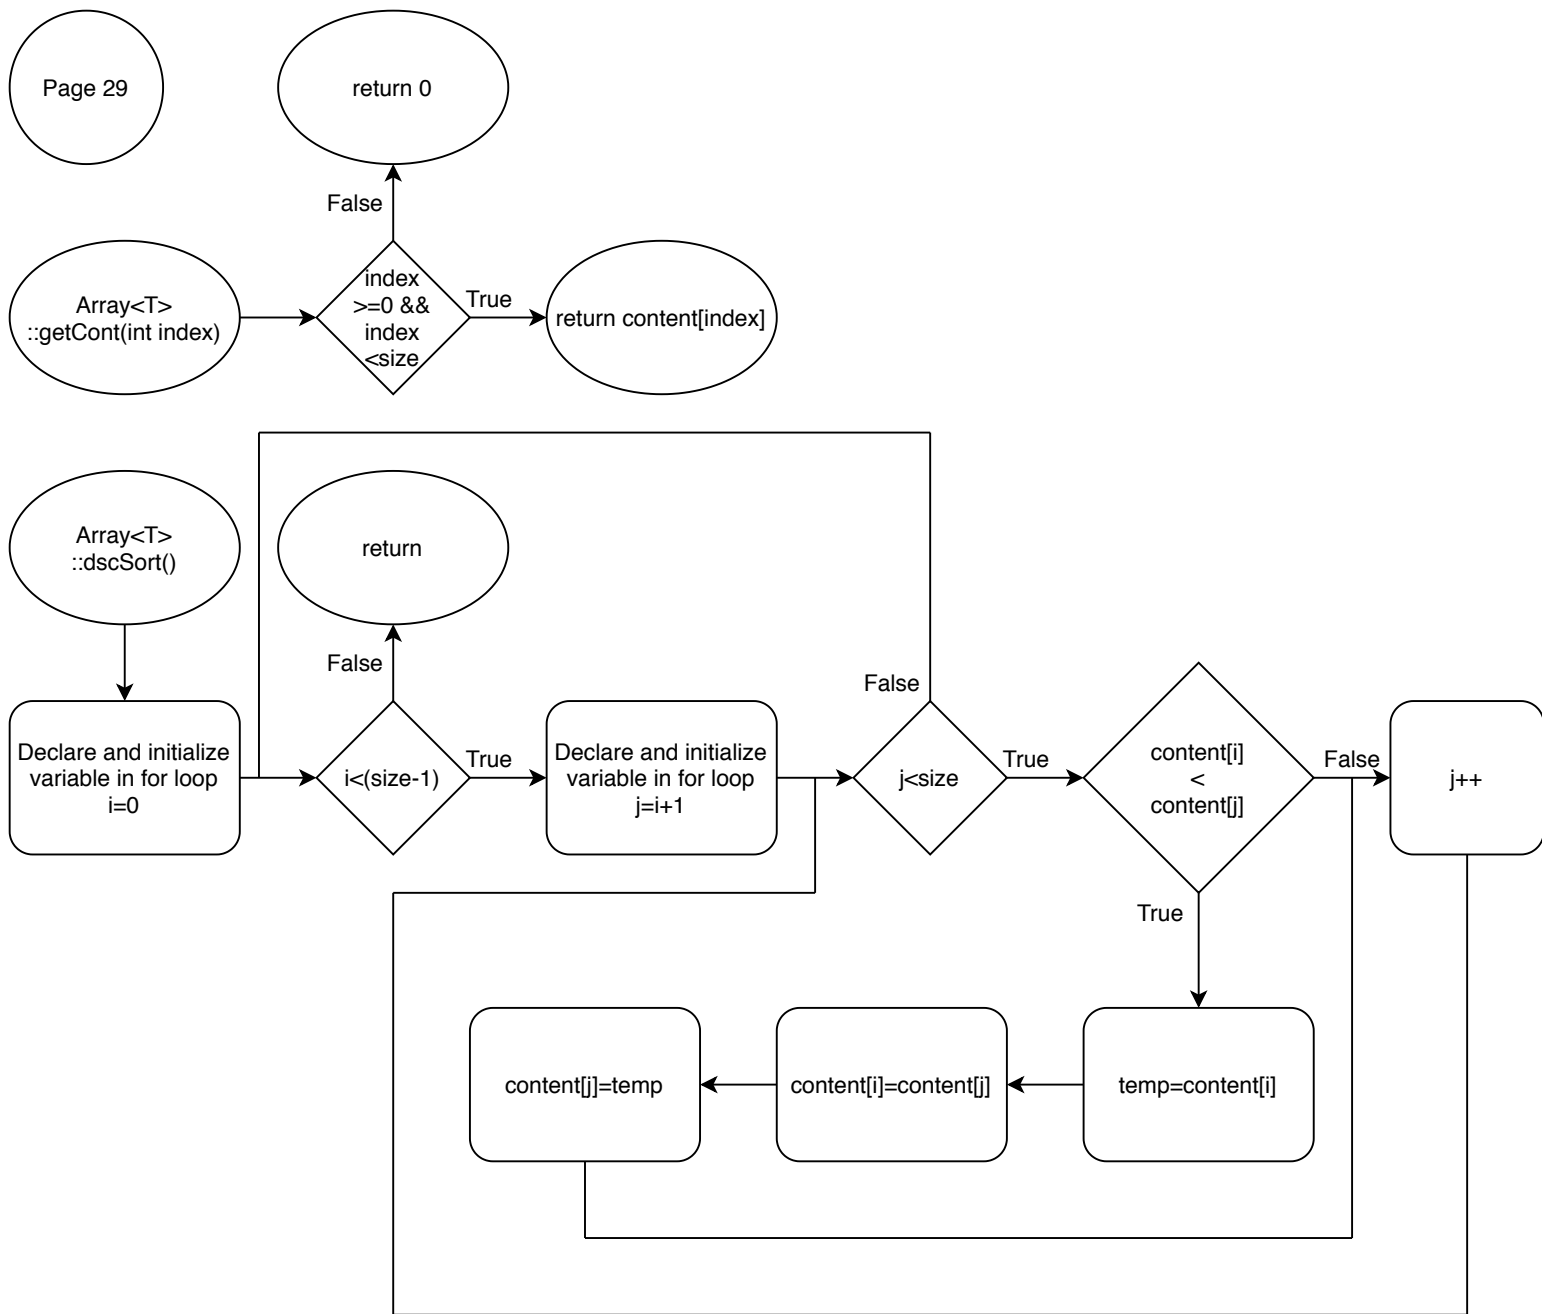 Page 29
return 0
False
Array<T>
::getCont(int index)
index
>=0 &&
index
<size
True
return content[index]
Array<T>
::dscSort()
return
False
False
Declare and initialize
variable in for loop
i=0
i<(size-1)
True
Declare and initialize
variable in for loop
j=i+1
j<size
True
content[i]
<
content[j]
False
j++
True
content[j]=temp
content[i]=content[j]
temp=content[i]